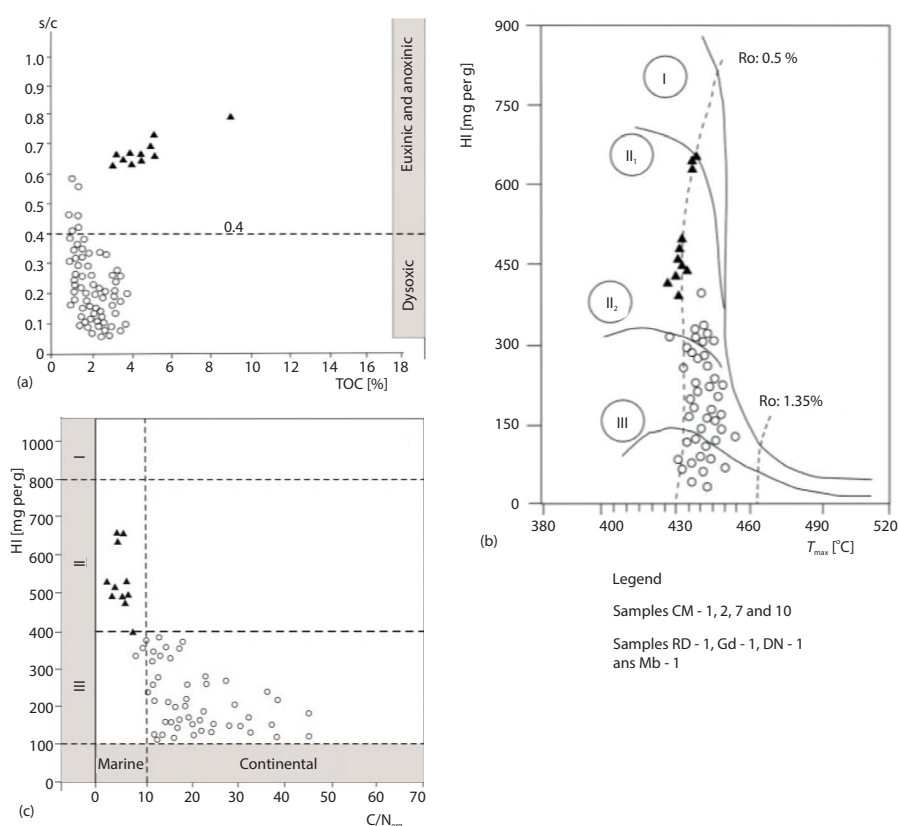 s/c
1.0
0.9
0.8
0.7
0.6
0.5
0.4
0.3
0.2
0.1
0
0.4
Euxinic and anoxinic
Dysoxic
0 2 4 6 8 10 12 14 16 18
TOC [%]
(a)
HI [mg per g]
900
750
600
450
300
150
0
I
II₁
II₂
III
Ro: 0.5 %
Ro: 1.35%
380 400 430 460 490 520
Tmax [°C]
(b)
HI [mg per g]
1000
800
700
600
500
400
300
200
100
0
I
II
III
Marine
Continental
0 10 20 30 40 50 60 70
C/Norg
(c)
Legend
Samples CM - 1, 2, 7 and 10
Samples RD - 1, Gd - 1, DN - 1
ans Mb - 1